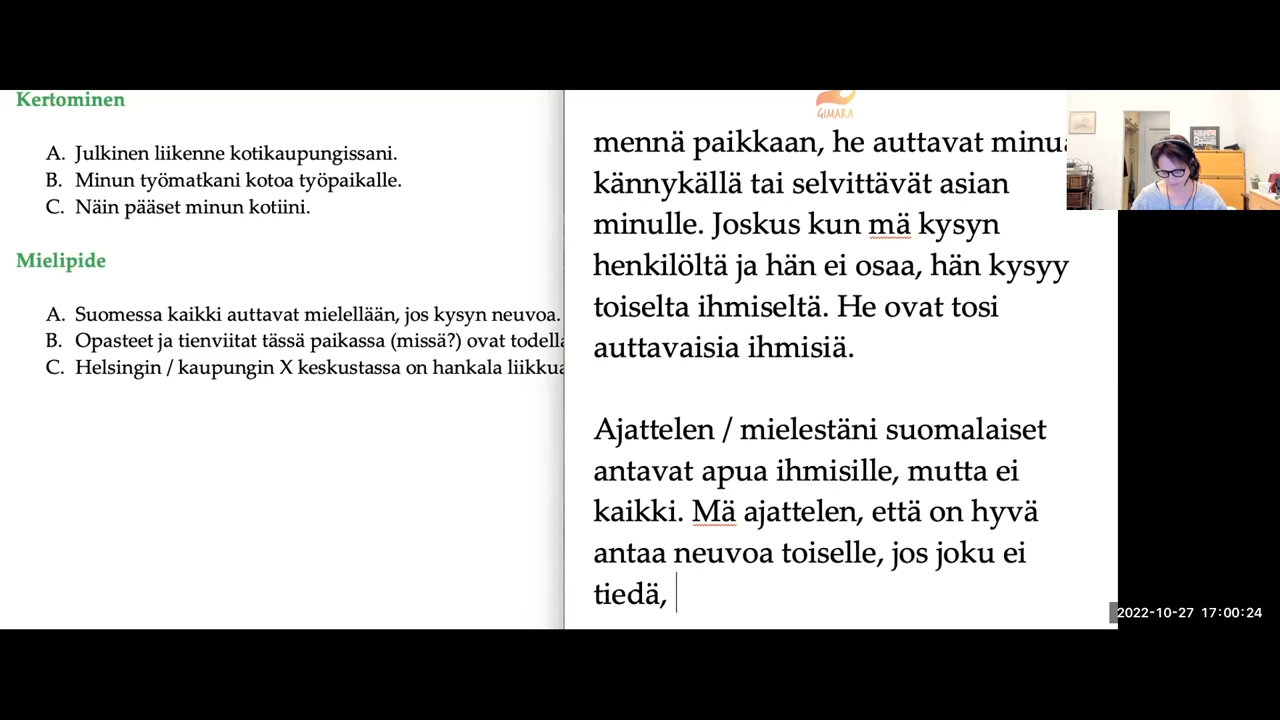 Kertominen
A. Julkinen liikenne kotikaupungissani.
B. Minun työmatkani kotoa työpaikalle.
C. Näin pääset minun kotiini.
Mielipide
A. Suomessa kaikki auttavat mielellään, jos kysyn neuvoa.
B. Opasteet ja tienviitat tässä paikassa (missä?) ovat todella
C. Helsingin / kaupungin X keskustassa on hankala liikkua
GIMARA
mennä paikkaan, he auttavat minua
kännykällä tai selvittävät asian
minulle. Joskus kun mä kysyn
henkilöltä ja hän ei osaa, hän kysyy
toiselta ihmiseltä. He ovat tosi
auttavaisia ihmisiä.
Ajattelen / mielestäni suomalaiset
antavat apua ihmisille, mutta ei
kaikki. Mä ajattelen, että on hyvä
antaa neuvoa toiselle, jos joku ei
tiedä,
2022-10-27 17:00:24